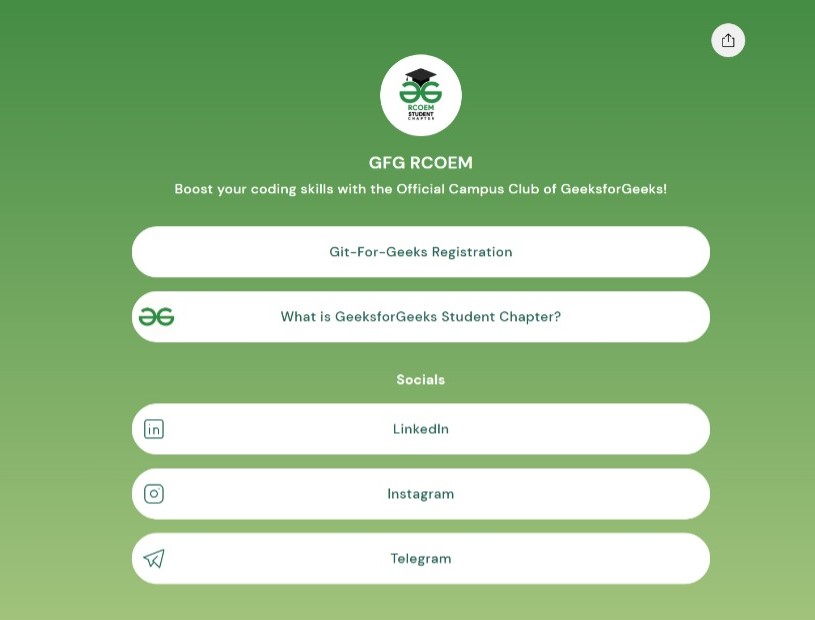 RCOEM
STUDENT
CHAPTER
GFG RCOEM
Boost your coding skills with the Official Campus Club of GeeksforGeeks!
Git-For-Geeks Registration
What is GeeksforGeeks Student Chapter?
Socials
in
LinkedIn
Instagram
Telegram